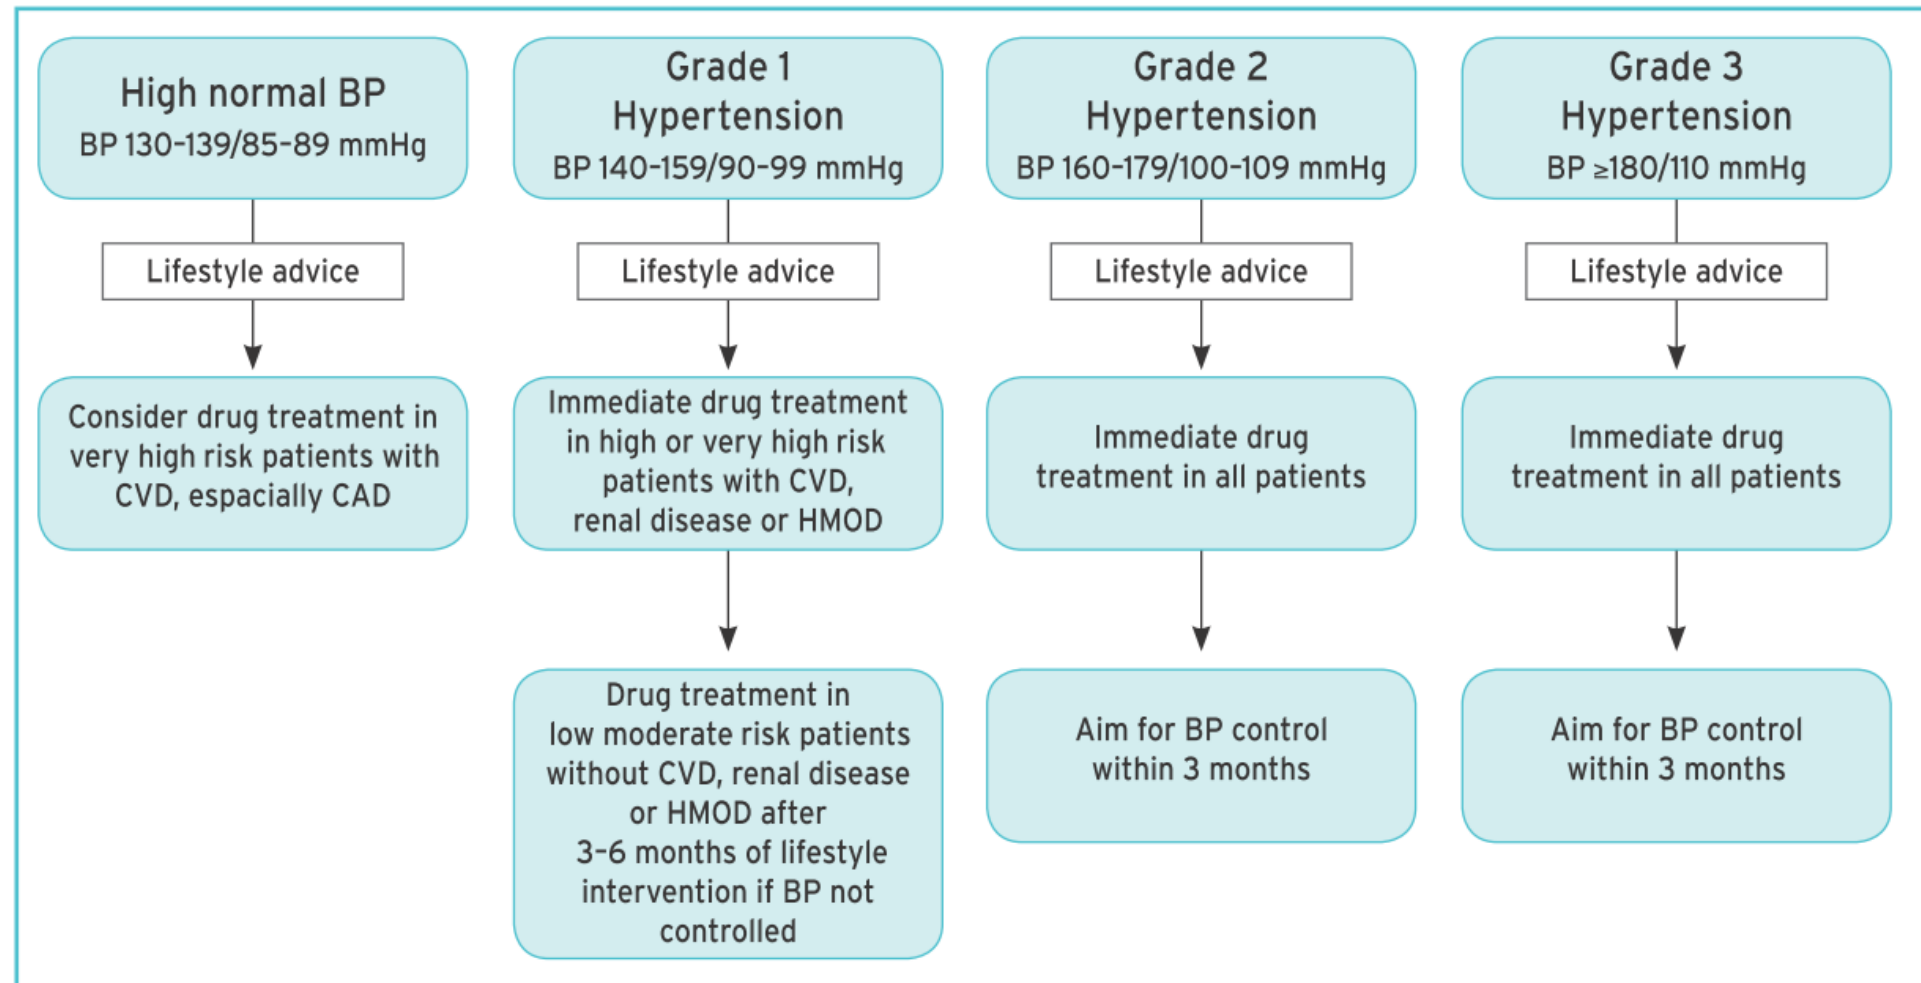 High normal BP
BP 130-139/85-89 mmHg
Lifestyle advice
Consider drug treatment in
very high risk patients with
CVD, espacially CAD
Grade 1
Hypertension
BP 140-159/90-99 mmHg
Lifestyle advice
Immediate drug treatment
in high or very high risk
patients with CVD,
renal disease or HMOD
Drug treatment in
low moderate risk patients
without CVD, renal disease
or HMOD after
3-6 months of lifestyle
intervention if BP not
controlled
Grade 2
Hypertension
BP 160-179/100-109 mmHg
Lifestyle advice
Immediate drug
treatment in all patients
Aim for BP control
within 3 months
Grade 3
Hypertension
BP ≥180/110 mmHg
Lifestyle advice
Immediate drug
treatment in all patients
Aim for BP control
within 3 months